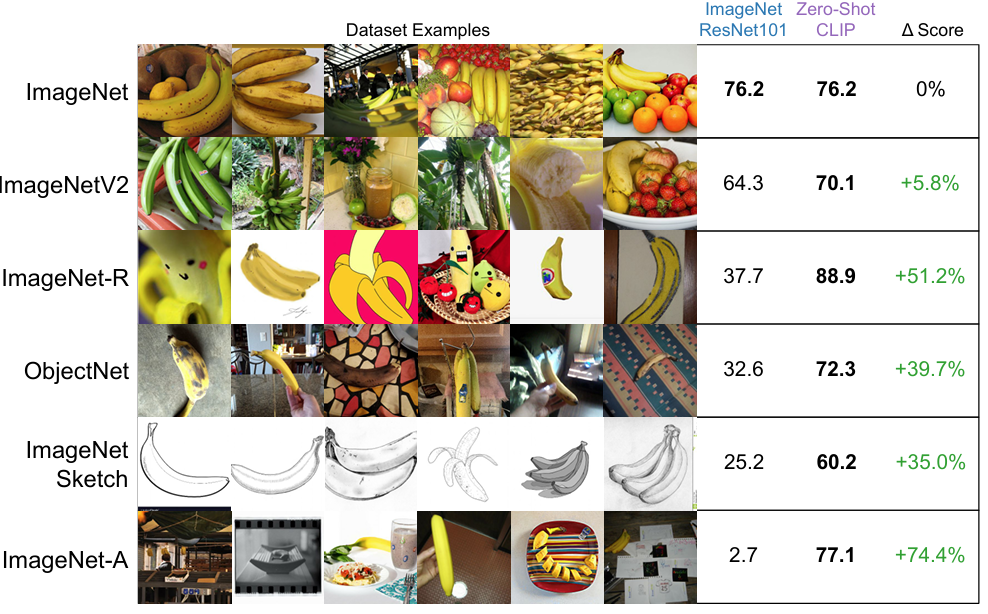 Dataset Examples
ImageNet ResNet101
Zero-Shot CLIP
Δ Score
ImageNet 76.2 76.2 0%
ImageNetV2 64.3 70.1 +5.8%
ImageNet-R 37.7 88.9 +51.2%
ObjectNet 32.6 72.3 +39.7%
ImageNet Sketch 25.2 60.2 +35.0%
ImageNet-A 2.7 77.1 +74.4%